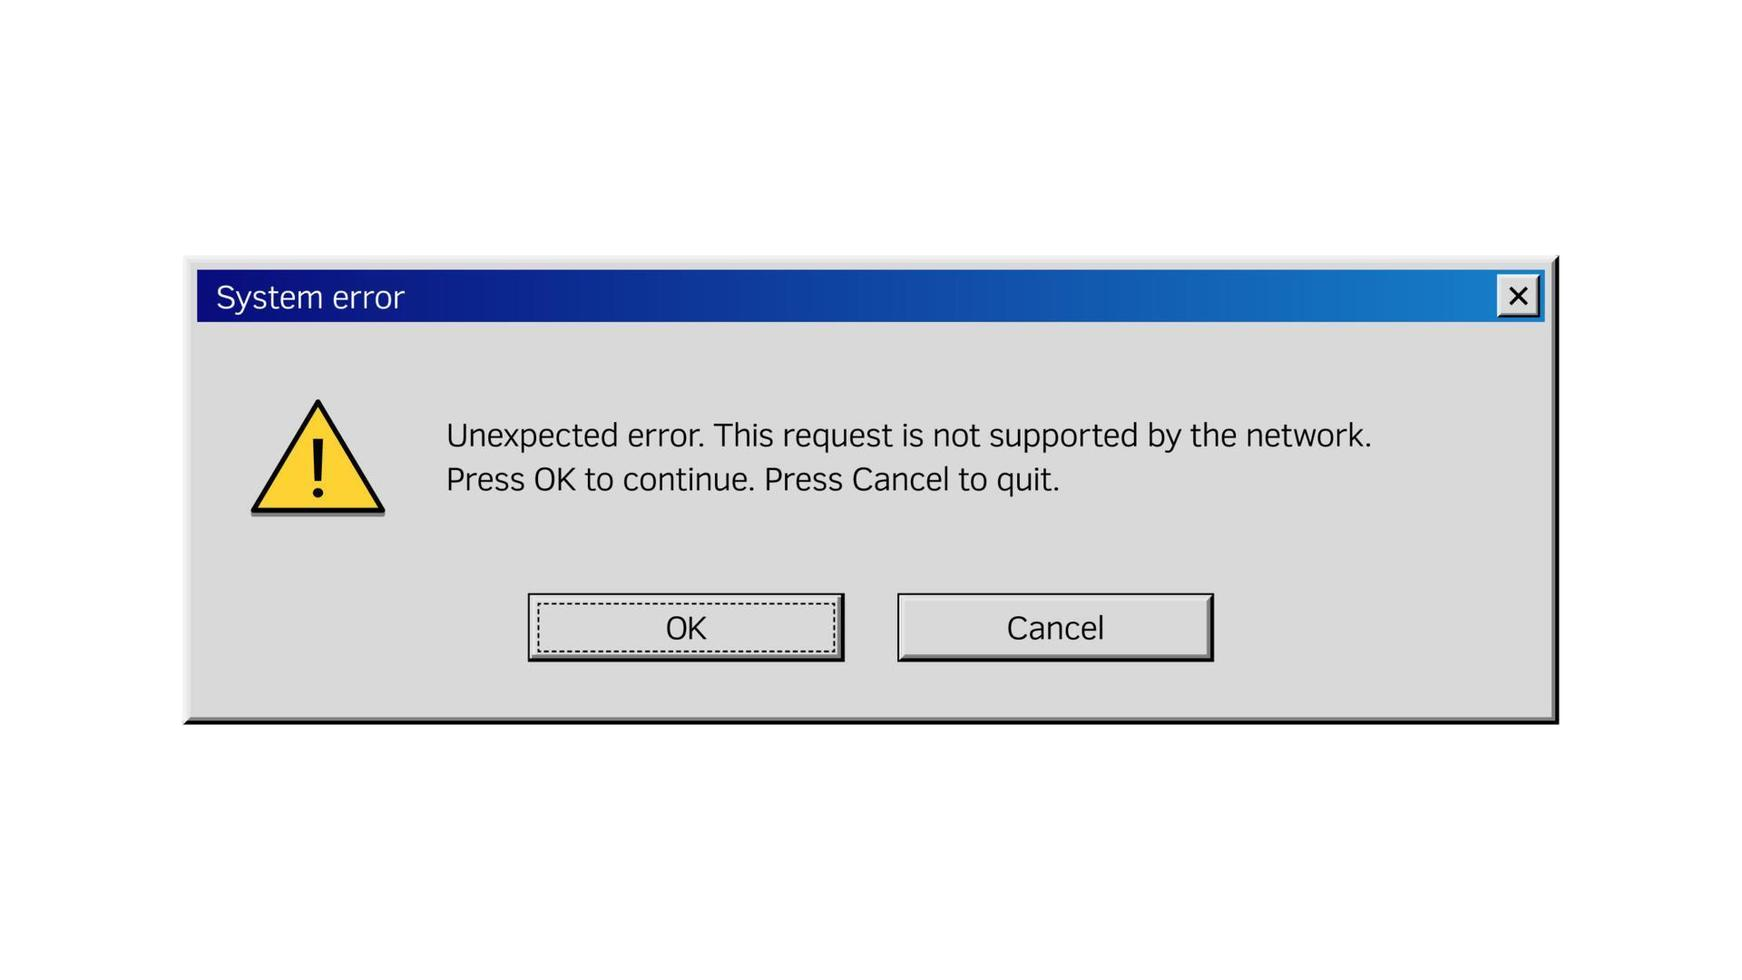 System error
Unexpected error. This request is not supported by the network.
Press OK to continue. Press Cancel to quit.
OK
Cancel